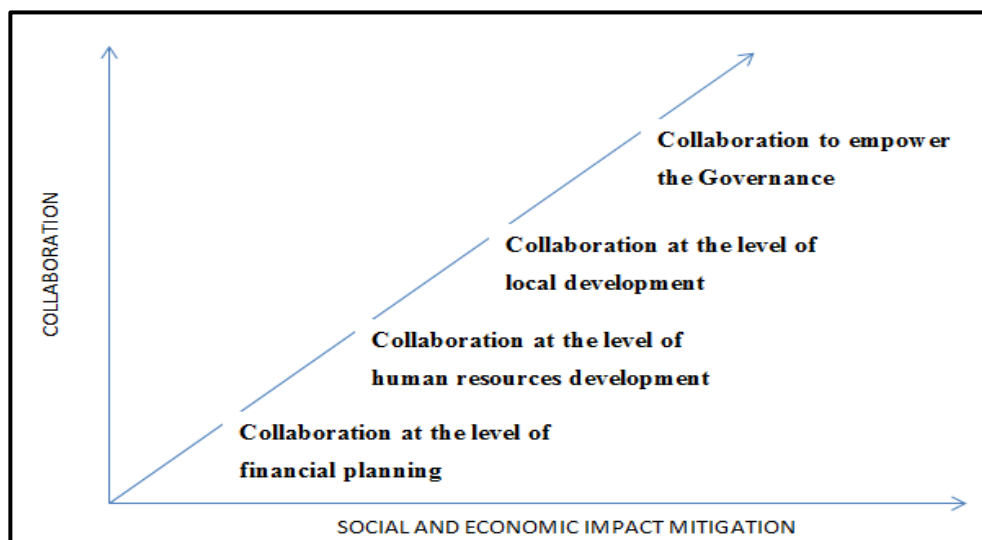 COLLABORATION
Collaboration to empower
the Governance
Collaboration at the level of
local development
Collaboration at the level of
human resources development
Collaboration at the level of
financial planning
SOCIAL AND ECONOMIC IMPACT MITIGATION